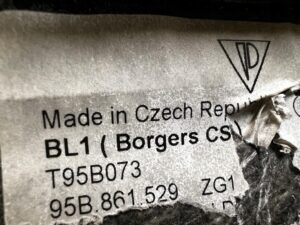 Made in Czech Repu
BL1 ( Borgers CS
T95B073
95B.861.529 ZG1